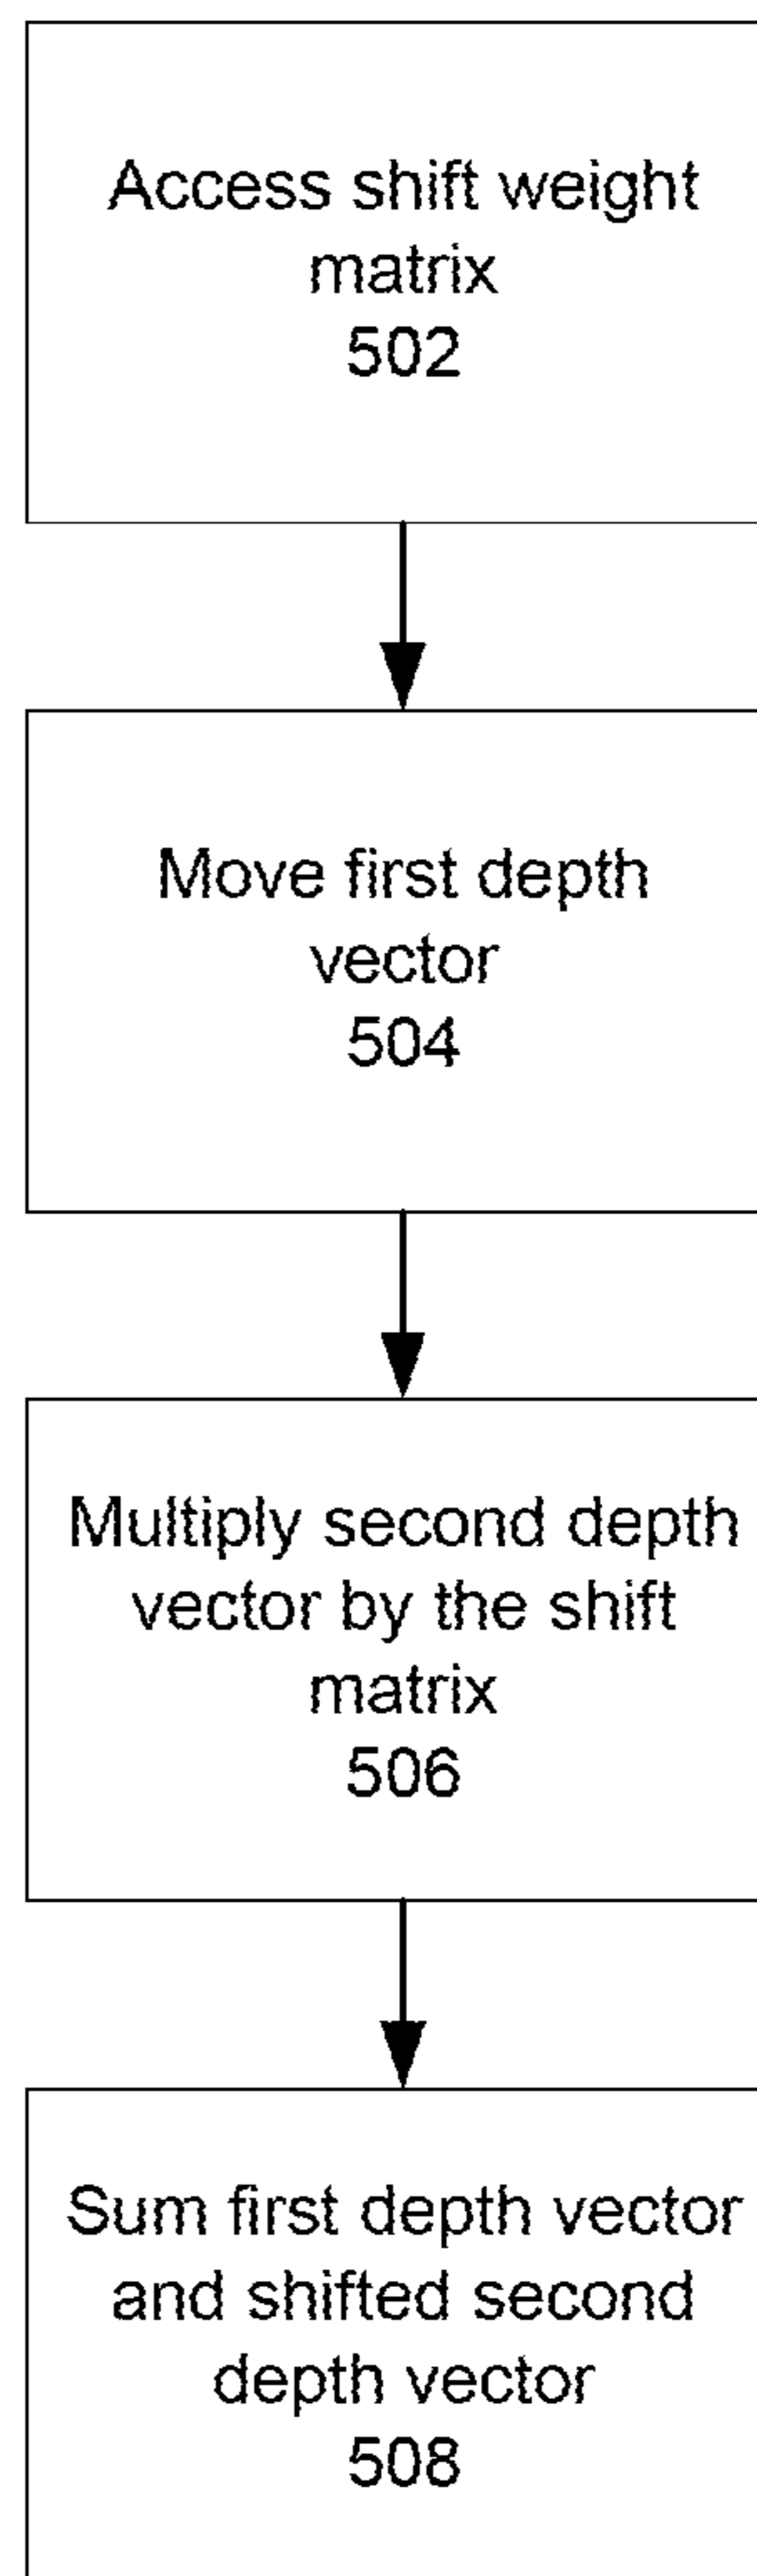 Access shift weight
matrix
502
Move first depth
vector
504
Multiply second depth
vector by the shift
matrix
506
Sum first depth vector
and shifted second
depth vector
508